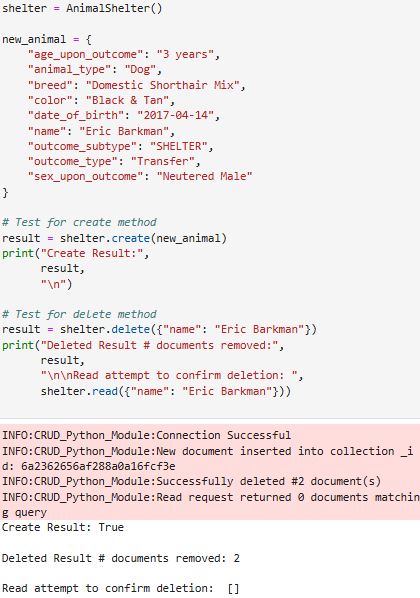 shelter = AnimalShelter()

new_animal = {
    "age_upon_outcome": "3 years",
    "animal_type": "Dog",
    "breed": "Domestic Shorthair Mix",
    "color": "Black & Tan",
    "date_of_birth": "2017-04-14",
    "name": "Eric Barkman",
    "outcome_subtype": "SHELTER",
    "outcome_type": "Transfer",
    "sex_upon_outcome": "Neutered Male"
}

# Test for create method
result = shelter.create(new_animal)
print("Create Result:",
      result,
      "\n")

# Test for delete method
result = shelter.delete({"name": "Eric Barkman"})
print("Deleted Result # documents removed:",
      result,
      "\n\nRead attempt to confirm deletion: ",
      shelter.read({"name": "Eric Barkman"}))

INFO:CRUD_Python_Module:Connection Successful
INFO:CRUD_Python_Module:New document inserted into collection _i
d: 6a2362656af288a0a16fcf3e
INFO:CRUD_Python_Module:Successfully deleted #2 document(s)
INFO:CRUD_Python_Module:Read request returned 0 documents matchin
g query
Create Result: True

Deleted Result # documents removed: 2

Read attempt to confirm deletion:  []